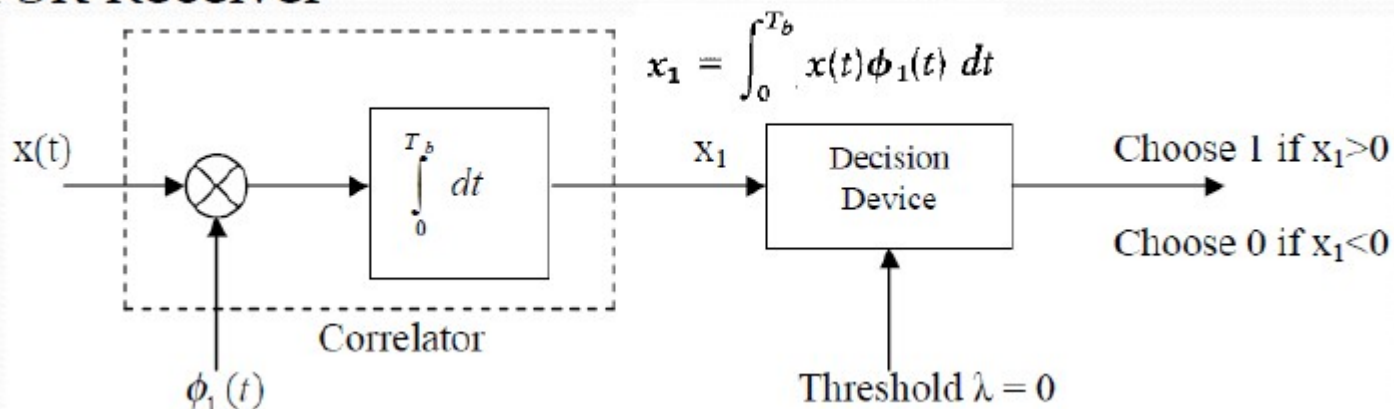 Receiver
x₁ = ∫₀^{T_b} x(t)ϕ₁(t) dt
x(t)
T_b
∫ dt
0
x₁
Decision
Device
Choose 1 if x₁>0
Choose 0 if x₁<0
Correlator
ϕ₁(t)
Threshold λ = 0